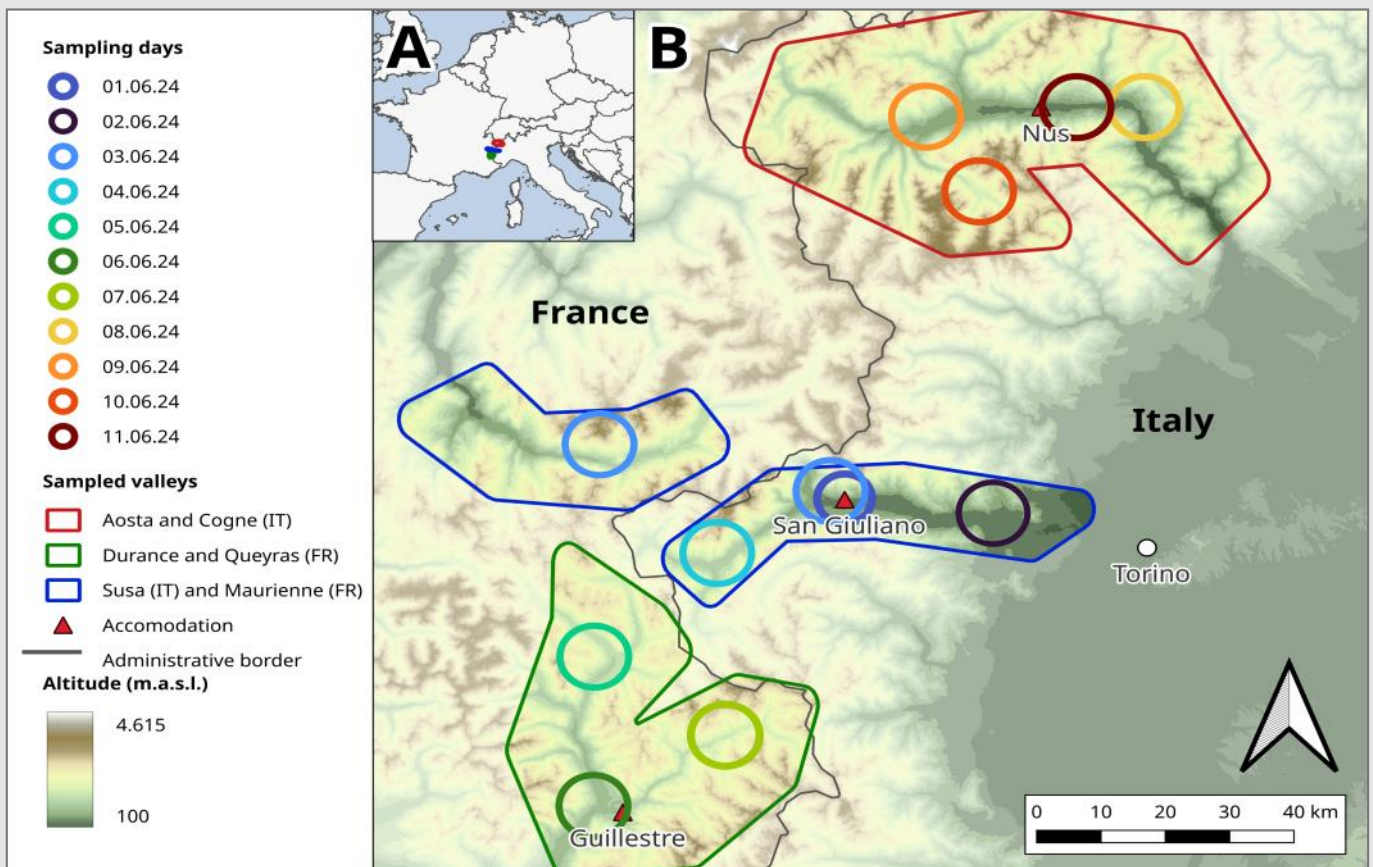 Sampling days
01.06.24
02.06.24
03.06.24
04.06.24
05.06.24
06.06.24
07.06.24
08.06.24
09.06.24
10.06.24
11.06.24
Sampled valleys
Aosta and Cogne (IT)
Durance and Queyras (FR)
Susa (IT) and Maurienne (FR)
Accomodation
Administrative border
Altitude (m.a.s.l.)
4.615
100
A
B
Nus
France
Italy
San Giuliano
Torino
Guillestre
0 10 20 30 40 km